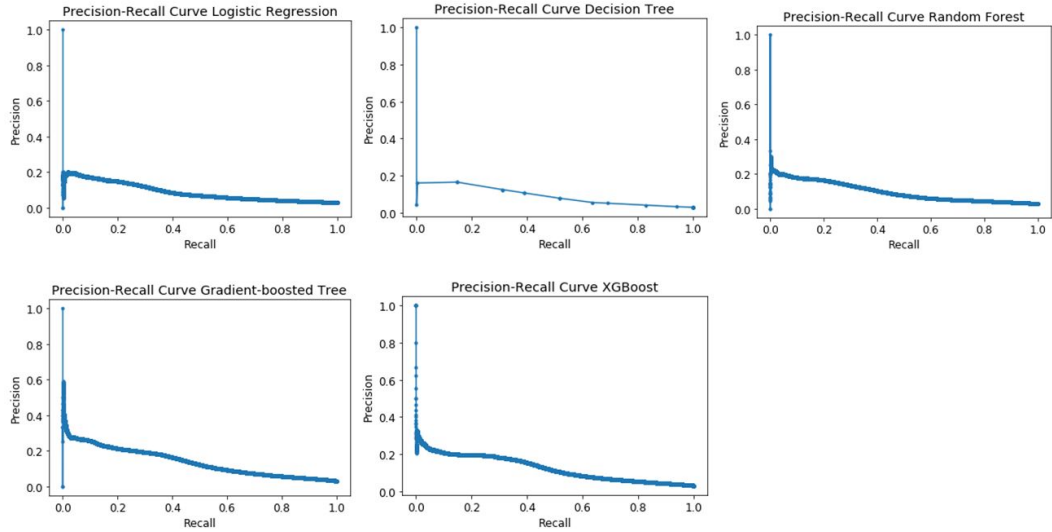 Precision-Recall Curve Logistic Regression
1.0
0.8
0.6
0.4
0.2
0.0
Precision
0.0 0.2 0.4 0.6 0.8 1.0
Recall
Precision-Recall Curve Decision Tree
1.0
0.8
0.6
0.4
0.2
0.0
Precision
0.0 0.2 0.4 0.6 0.8 1.0
Recall
Precision-Recall Curve Random Forest
1.0
0.8
0.6
0.4
0.2
0.0
Precision
0.0 0.2 0.4 0.6 0.8 1.0
Recall
Precision-Recall Curve Gradient-boosted Tree
1.0
0.8
0.6
0.4
0.2
0.0
Precision
0.0 0.2 0.4 0.6 0.8 1.0
Recall
Precision-Recall Curve XGBoost
1.0
0.8
0.6
0.4
0.2
0.0
Precision
0.0 0.2 0.4 0.6 0.8 1.0
Recall